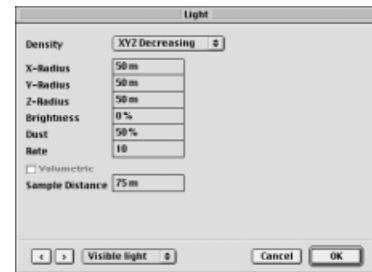 Light
Density XYZ Decreasing
X-Radius 50 m
Y-Radius 50 m
Z-Radius 50 m
Brightness 0 %
Dust 50 %
Rate 10
Volumetric
Sample Distance 75 m
< > Visible light Cancel OK